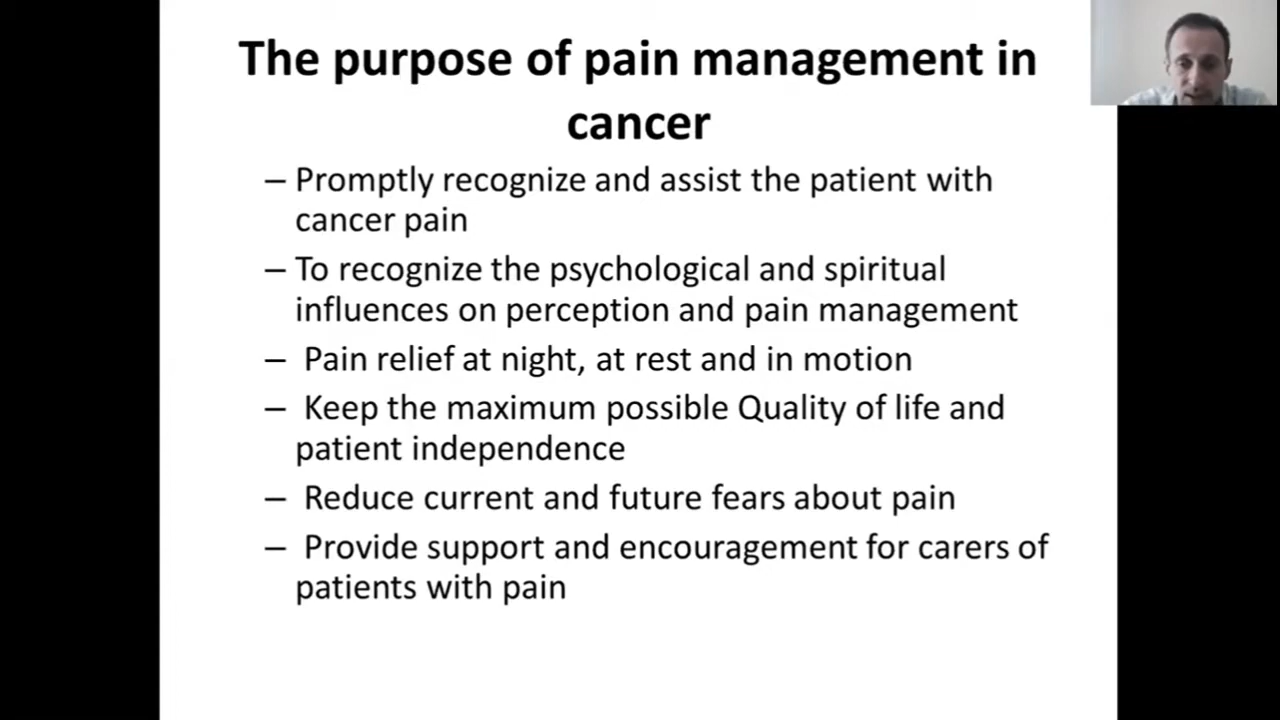 The purpose of pain management in
cancer
– Promptly recognize and assist the patient with
cancer pain
– To recognize the psychological and spiritual
influences on perception and pain management
– Pain relief at night, at rest and in motion
– Keep the maximum possible Quality of life and
patient independence
– Reduce current and future fears about pain
– Provide support and encouragement for carers of
patients with pain